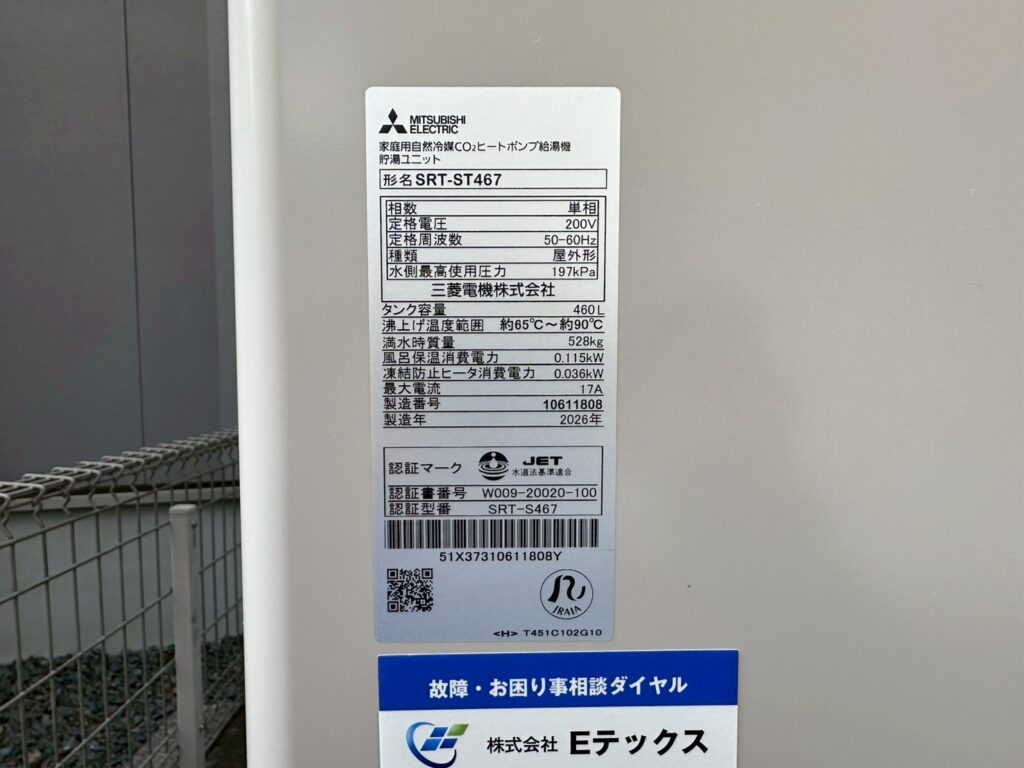 MITSUBISHI
ELECTRIC
家庭用自然冷媒CO₂ヒートポンプ給湯機
貯湯ユニット
形名 SRT-ST467
相数 単相
定格電圧 200V
定格周波数 50-60Hz
種類 屋外形
水側最高使用圧力 197kPa
三菱電機株式会社
タンク容量 460L
沸上げ温度範囲 約65℃～約90℃
満水時質量 528kg
風呂保温消費電力 0.115kW
凍結防止ヒータ消費電力 0.036kW
最大電流 17A
製造番号 10611808
製造年 2026年
認証マーク JET
水道法基準適合
認証書番号 W009-20020-100
認証型番 SRT-S467
51X37310611808Y
IRAIA
<H> T451C102G10
故障・お困り事相談ダイヤル
株式会社 Eテックス